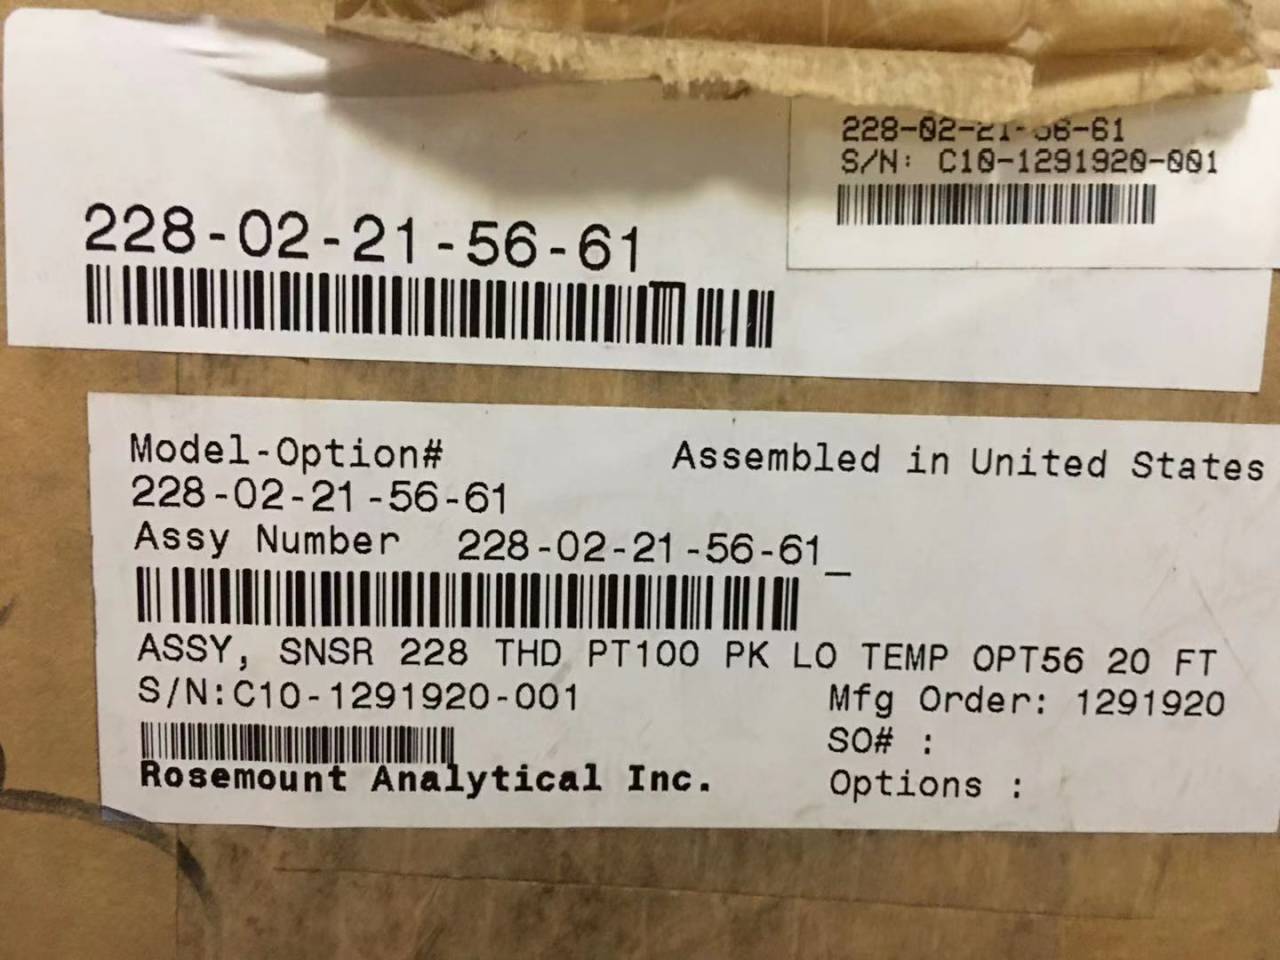 228-02-21-56-61
S/N: C10-1291920-001
228-02-21-56-61
Model-Option#
Assembled in United States
228-02-21-56-61
Assy Number 228-02-21-56-61_
ASSY, SNSR 228 THD PT100 PK LO TEMP OPT56 20 FT
S/N:C10-1291920-001
Mfg Order: 1291920
SO# :
Rosemount Analytical Inc.
Options :